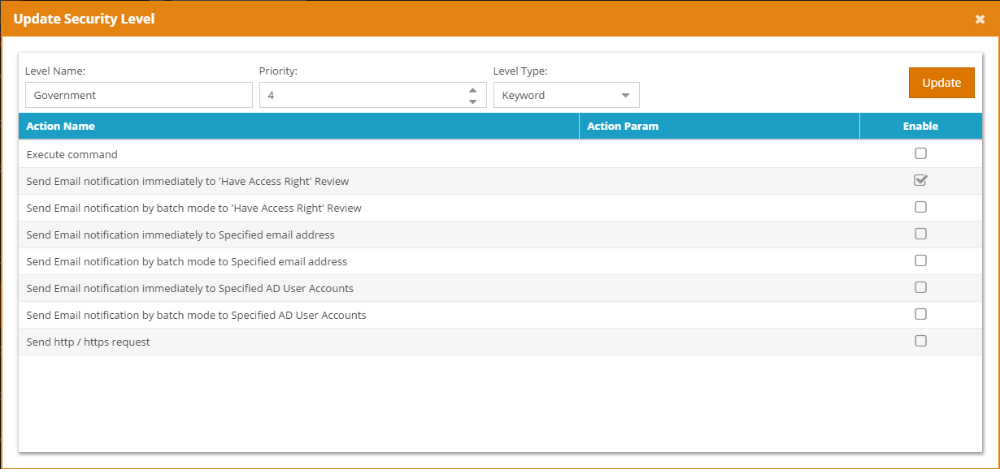 Update Security Level
Level Name:
Priority:
Level Type:
Government
4
Keyword
Update
Action Name
Action Param
Enable
Execute command
Send Email notification immediately to 'Have Access Right' Review
Send Email notification by batch mode to 'Have Access Right' Review
Send Email notification immediately to Specified email address
Send Email notification by batch mode to Specified email address
Send Email notification immediately to Specified AD User Accounts
Send Email notification by batch mode to Specified AD User Accounts
Send http / https request